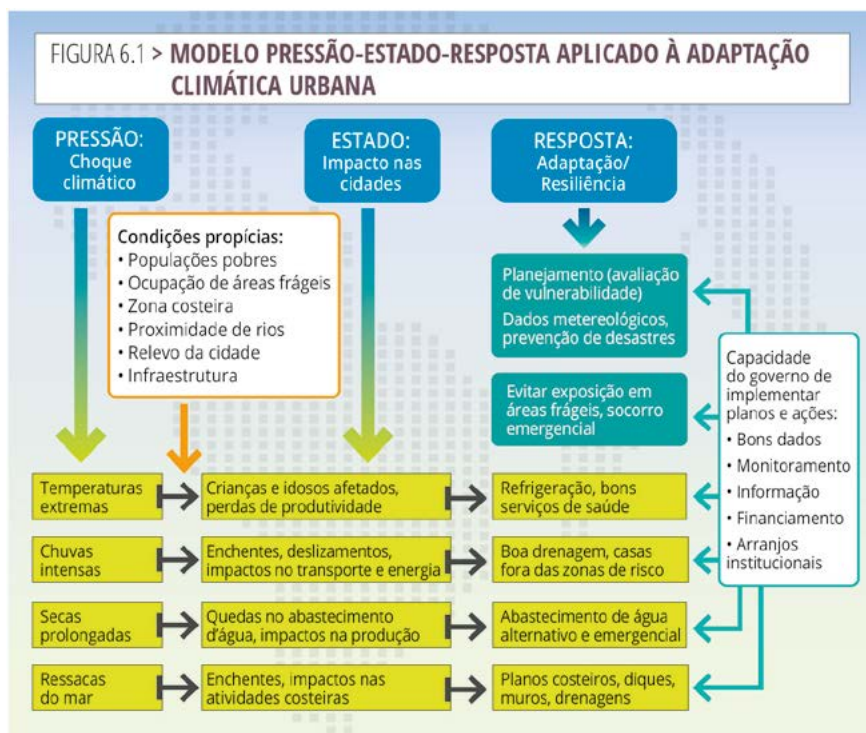 FIGURA 6.1 > MODELO PRESSÃO-ESTADO-RESPOSTA APLICADO À ADAPTAÇÃO
CLIMÁTICA URBANA
PRESSÃO:
Choque
climático
ESTADO:
Impacto nas
cidades
RESPOSTA:
Adaptação/
Resiliência
Condições propícias:
• Populações pobres
• Ocupação de áreas frágeis
• Zona costeira
• Proximidade de rios
• Relevo da cidade
• Infraestrutura
Planejamento (avaliação
de vulnerabilidade)
Dados metereológicos,
prevenção de desastres
Evitar exposição em
áreas frágeis, socorro
emergencial
Capacidade
do governo de
implementar
planos e ações:
• Bons dados
• Monitoramento
• Informação
• Financiamento
• Arranjos
institucionais
Temperaturas
extremas
Crianças e idosos afetados,
perdas de produtividade
Refrigeração, bons
serviços de saúde
Chuvas
intensas
Enchentes, deslizamentos,
impactos no transporte e energia
Boa drenagem, casas
fora das zonas de risco
Secas
prolongadas
Quedas no abastecimento
d’água, impactos na produção
Abastecimento de água
alternativo e emergencial
Ressacas
do mar
Enchentes, impactos nas
atividades costeiras
Planos costeiros, diques,
muros, drenagens